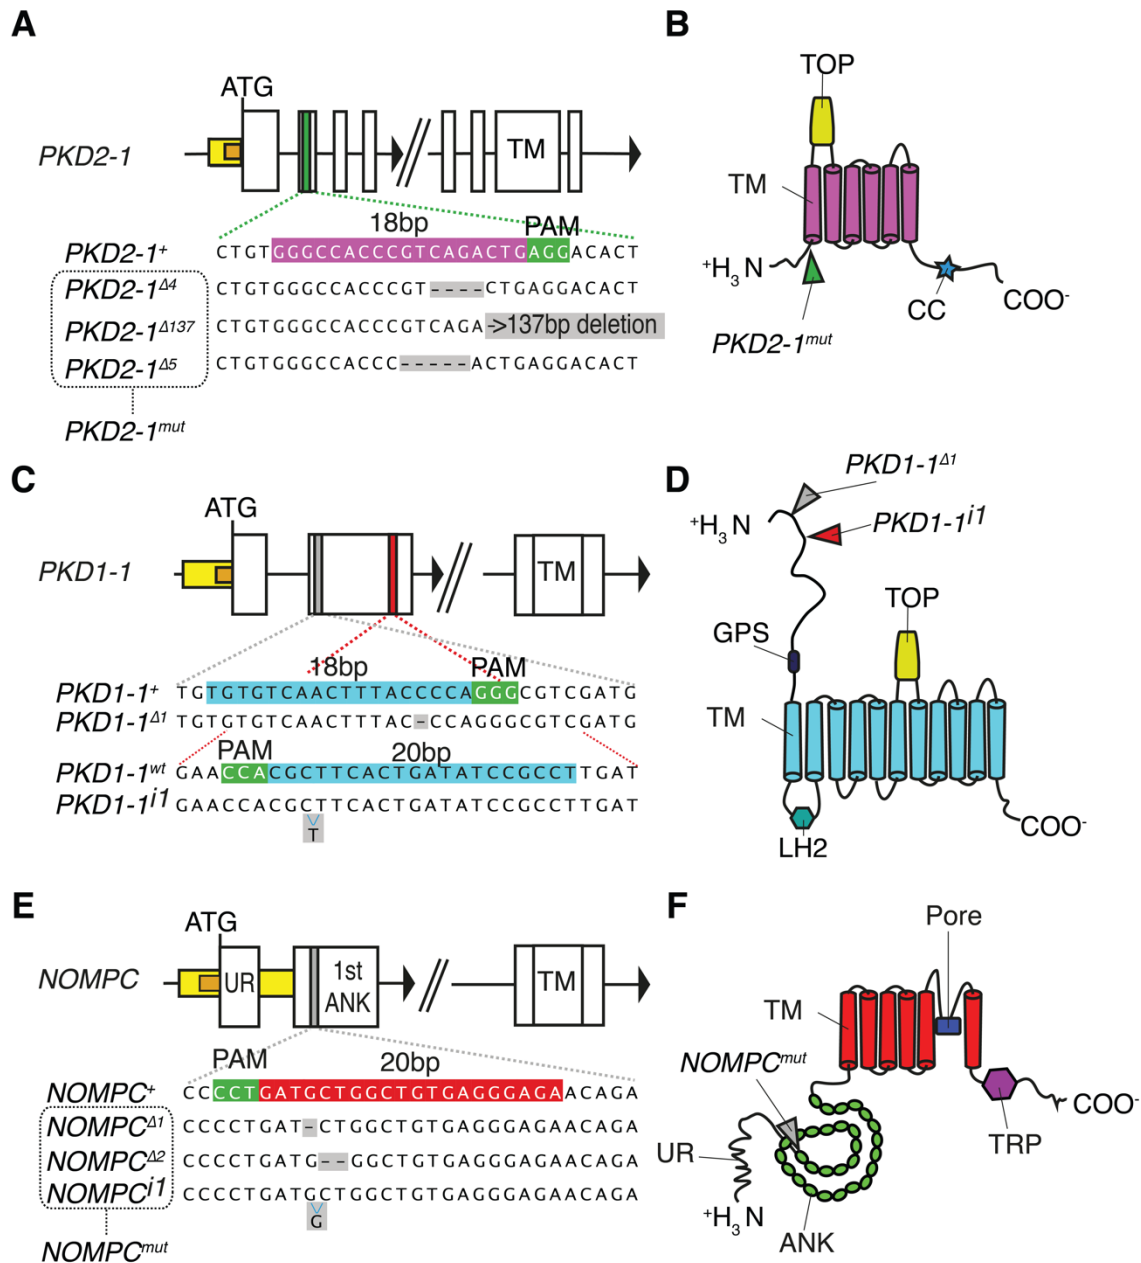 A
ATG
PKD2-1
TM
18bp
PAM
PKD2-1+ CTGTGGGCCACCCGTCAGACTGAGGACACT
PKD2-1Δ4 CTGTGGGCCACCCGT----CTGAGGACACT
PKD2-1Δ137 CTGTGGGCCACCCGTCAGA->137bp deletion
PKD2-1Δ5 CTGTGGGCCACCC-----ACTGAGGACACT
PKD2-1mut
B
TOP
TM
+H3 N
CC
COO-
PKD2-1mut
C
ATG
PKD1-1
TM
18bp
PAM
PKD1-1+ TGTGTGTCAACTTTACCCCAGGGCGTCGATG
PKD1-1Δ1 TGTGTGTCAACTTTAC-CCAGGGCGTCGATG
PAM
20bp
PKD1-1wt GAACCACGCTTCACTGATATCCGCCTTGAT
PKD1-1i1 GAACCACGCTTCACTGATATCCGCCTTGAT
T
D
PKD1-1Δ1
+H3 N
PKD1-1i1
TOP
GPS
TM
COO-
LH2
E
ATG
NOMPC
UR
1st
ANK
TM
PAM
20bp
NOMPC+ CCCCTGATGCTGGCTGTGAGGGAGAACAGA
NOMPCΔ1 CCCCTGAT-CTGGCTGTGAGGGAGAACAGA
NOMPCΔ2 CCCCTGATG--GGCTGTGAGGGAGAACAGA
NOMPCi1 CCCCTGATGCTGGCTGTGAGGGAGAACAGA
G
NOMPCmut
F
Pore
TM
NOMPCmut
COO-
TRP
UR
+H3 N
ANK